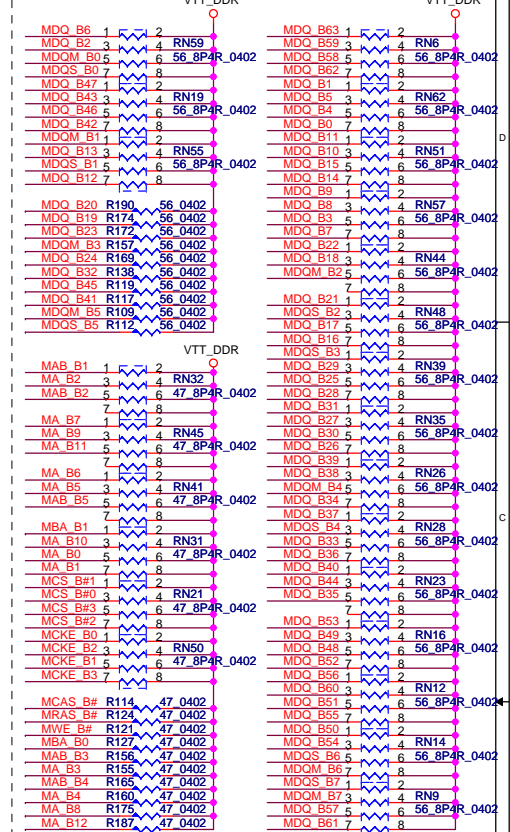 VTT_DDR
MDQ_B6 1 2
MDQ_B2 3 4 RN59
MDQM_B0 5 6 56_8P4R_0402
MDQS_B0 7 8
MDQ_B47 1 2
MDQ_B43 3 4 RN19
MDQ_B46 5 6 56_8P4R_0402
MDQ_B42 7 8
MDQM_B1 1 2
MDQ_B13 3 4 RN55
MDQS_B1 5 6 56_8P4R_0402
MDQ_B12 7 8
MDQ_B20 R190 56_0402
MDQ_B19 R174 56_0402
MDQ_B23 R172 56_0402
MDQM_B3 R157 56_0402
MDQ_B24 R169 56_0402
MDQ_B32 R138 56_0402
MDQ_B45 R119 56_0402
MDQ_B41 R117 56_0402
MDQM_B5 R109 56_0402
MDQS_B5 R112 56_0402
VTT_DDR
MAB_B1 1 2
MA_B2 3 4 RN32
MAB_B2 5 6 47_8P4R_0402
7 8
MA_B7 1 2
MA_B9 3 4 RN45
MA_B11 5 6 47_8P4R_0402
7 8
MA_B6 1 2
MA_B5 3 4 RN41
MAB_B5 5 6 47_8P4R_0402
7 8
MBA_B1 1 2
MA_B10 3 4 RN31
MA_B0 5 6 47_8P4R_0402
MA_B1 7 8
MCS_B#1 1 2
MCS_B#0 3 4 RN21
MCS_B#3 5 6 47_8P4R_0402
MCS_B#2 7 8
MCKE_B0 1 2
MCKE_B2 3 4 RN50
MCKE_B1 5 6 47_8P4R_0402
MCKE_B3 7 8
MCAS_B# R114 47_0402
MRAS_B# R124 47_0402
MWE_B# R121 47_0402
MBA_B0 R127 47_0402
MAB_B3 R156 47_0402
MA_B3 R155 47_0402
MAB_B4 R165 47_0402
MA_B4 R160 47_0402
MA_B8 R175 47_0402
MA_B12 R187 47_0402
VTT_DDR
MDQ_B63 1 2
MDQ_B59 3 4 RN6
MDQ_B58 5 6 56_8P4R_0402
MDQ_B62 7 8
MDQ_B1 1 2
MDQ_B5 3 4 RN62
MDQ_B4 5 6 56_8P4R_0402
MDQ_B0 7 8
MDQ_B11 1 2
MDQ_B10 3 4 RN51
MDQ_B15 5 6 56_8P4R_0402
MDQ_B14 7 8
MDQ_B9 1 2
MDQ_B8 3 4 RN57
MDQ_B3 5 6 56_8P4R_0402
MDQ_B7 7 8
MDQ_B22 1 2
MDQ_B18 3 4 RN44
MDQM_B2 5 6 56_8P4R_0402
7 8
MDQ_B21 1 2
MDQS_B2 3 4 RN48
MDQ_B17 5 6 56_8P4R_0402
MDQ_B16 7 8
MDQS_B3 1 2
MDQ_B29 3 4 RN39
MDQ_B25 5 6 56_8P4R_0402
MDQ_B28 7 8
MDQ_B31 1 2
MDQ_B27 3 4 RN35
MDQ_B30 5 6 56_8P4R_0402
MDQ_B26 7 8
MDQ_B39 1 2
MDQ_B38 3 4 RN26
MDQM_B4 5 6 56_8P4R_0402
MDQ_B34 7 8
MDQ_B37 1 2
MDQS_B4 3 4 RN28
MDQ_B33 5 6 56_8P4R_0402
MDQ_B36 7 8
MDQ_B40 1 2
MDQ_B44 3 4 RN23
MDQ_B35 5 6 56_8P4R_0402
7 8
MDQ_B53 1 2
MDQ_B49 3 4 RN16
MDQ_B48 5 6 56_8P4R_0402
MDQ_B52 7 8
MDQ_B56 1 2
MDQ_B60 3 4 RN12
MDQ_B51 5 6 56_8P4R_0402
MDQ_B55 7 8
MDQ_B50 1 2
MDQ_B54 3 4 RN14
MDQS_B6 5 6 56_8P4R_0402
MDQM_B6 7 8
MDQS_B7 1 2
MDQM_B7 3 4 RN9
MDQ_B57 5 6 56_8P4R_0402
MDQ_B61 7 8
D
C